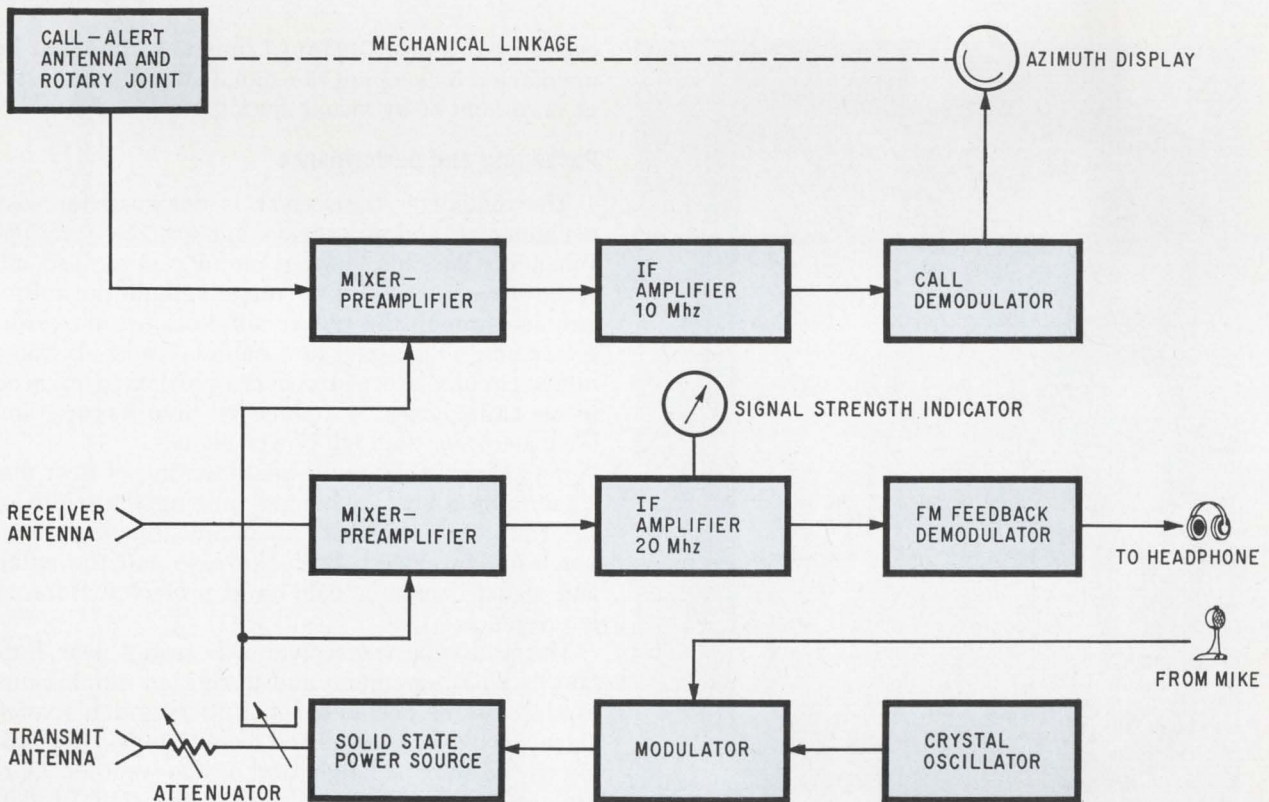 CALL-ALERT
ANTENNA AND
ROTARY JOINT
MECHANICAL LINKAGE
AZIMUTH DISPLAY
MIXER-
PREAMPLIFIER
IF
AMPLIFIER
10 Mhz
CALL
DEMODULATOR
SIGNAL STRENGTH INDICATOR
RECEIVER
ANTENNA
MIXER-
PREAMPLIFIER
IF
AMPLIFIER
20 Mhz
FM FEEDBACK
DEMODULATOR
TO HEADPHONE
FROM MIKE
TRANSMIT
ANTENNA
ATTENUATOR
SOLID STATE
POWER SOURCE
MODULATOR
CRYSTAL
OSCILLATOR